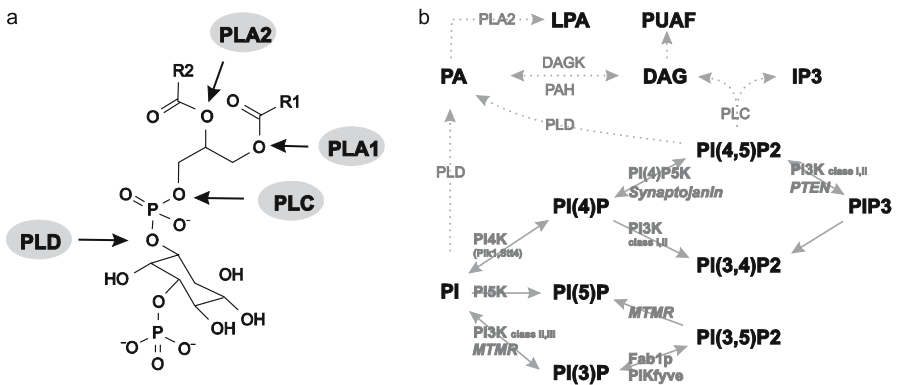 a
PLA2
R2
O
O
R1
O
O
PLA1
O
O
P
O⁻
PLC
O
PLD
HO
OH
O
OH
OH
⁻O
P
O⁻
O
b
PLA2
LPA
PUAF
PA
DAGK
PAH
DAG
IP3
PLC
PLD
PLD
PI(4,5)P2
PI(4)P5K
Synaptojanin
PI3K class I,II
PTEN
PI(4)P
PIP3
PI4K
(Pik1,Stt4)
PI3K
class I,II
PI(3,4)P2
PI
PI5K
PI(5)P
MTMR
PI(3,5)P2
PI3K class II,III
MTMR
PI(3)P
Fab1p
PIKfyve